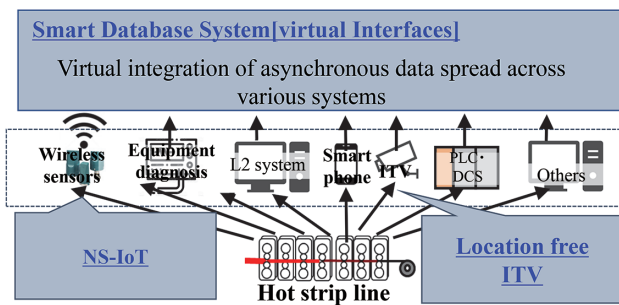 Smart Database System[virtual Interfaces]
Virtual integration of asynchronous data spread across
various systems
Wireless
sensors
Equipment
diagnosis
L2 system
Smart
phone
ITV
PLC・
DCS
Others
NS-IoT
Location free
ITV
Hot strip line